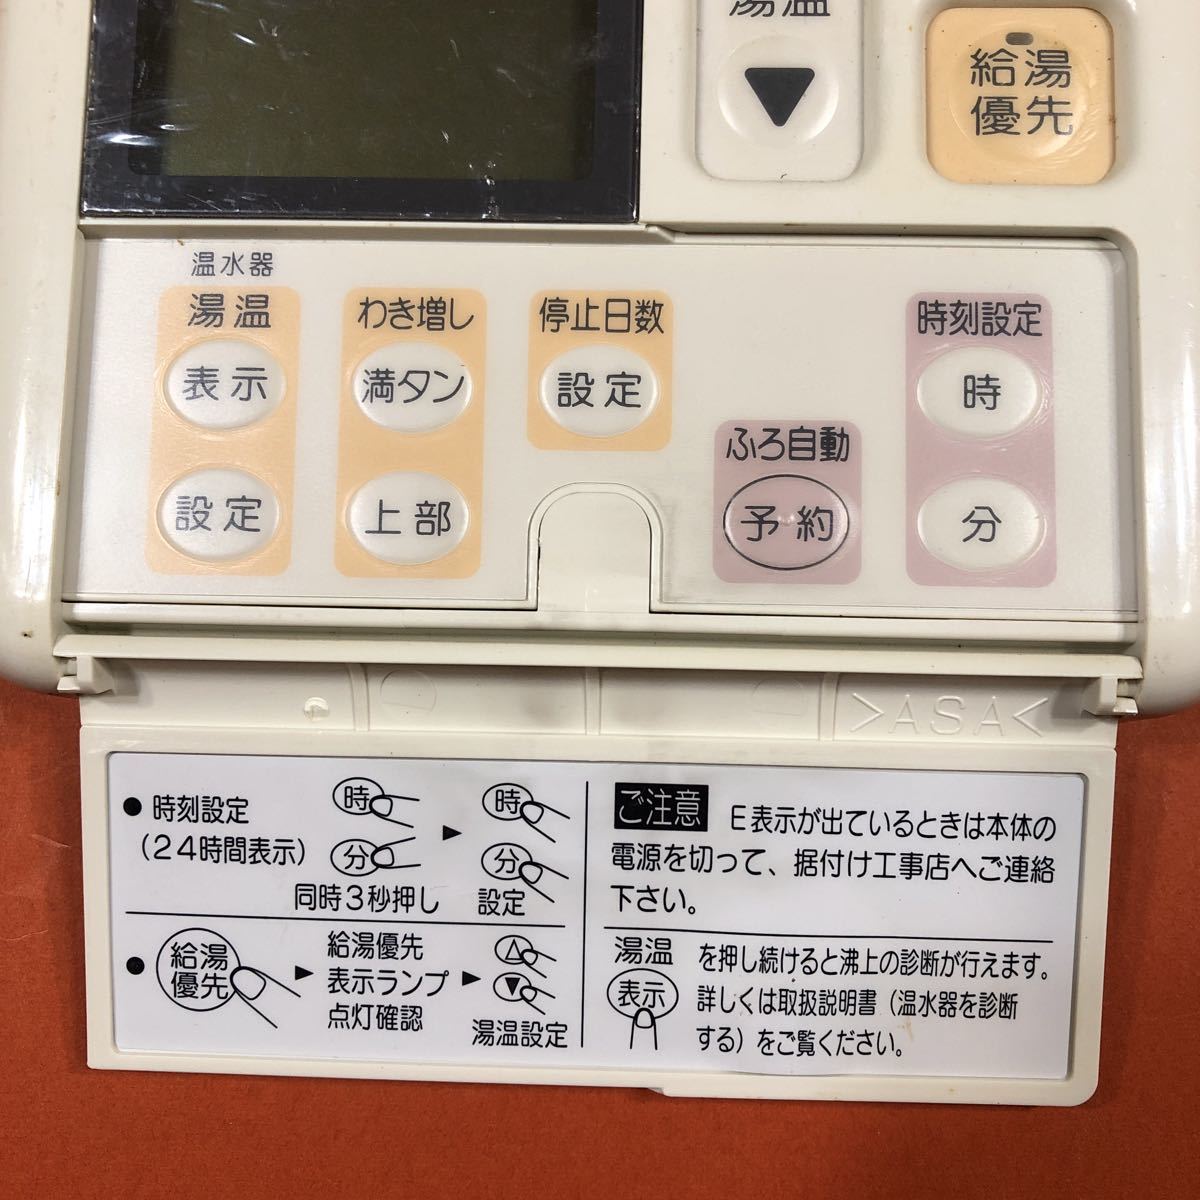 湯温
給湯
優先
温水器
湯温
表示
設定
わき増し
満タン
上部
停止日数
設定
ふろ自動
予約
時刻設定
時
分
>ASA<
● 時刻設定
(24時間表示)
時
分
同時3秒押し
▶
時
分
設定
● 給湯
優先
▶
給湯優先
表示ランプ
点灯確認
▶
△
▼
湯温設定
ご注意 E表示が出ているときは本体の
電源を切って、据付け工事店へご連絡
下さい。
湯温
表示
を押し続けると沸上の診断が行えます。
詳しくは取扱説明書(温水器を診断
する)をご覧ください。